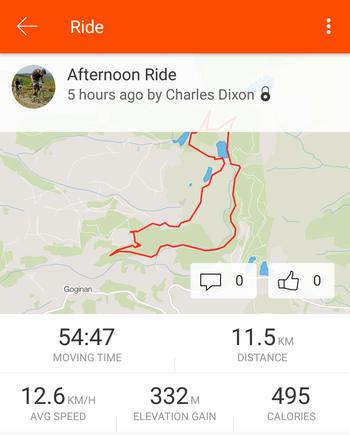 Ride
Afternoon Ride
5 hours ago by Charles Dixon
Goginan
0
0
54:47
11.5 KM
MOVING TIME
DISTANCE
12.6 KM/H
332 M
495
AVG SPEED
ELEVATION GAIN
CALORIES